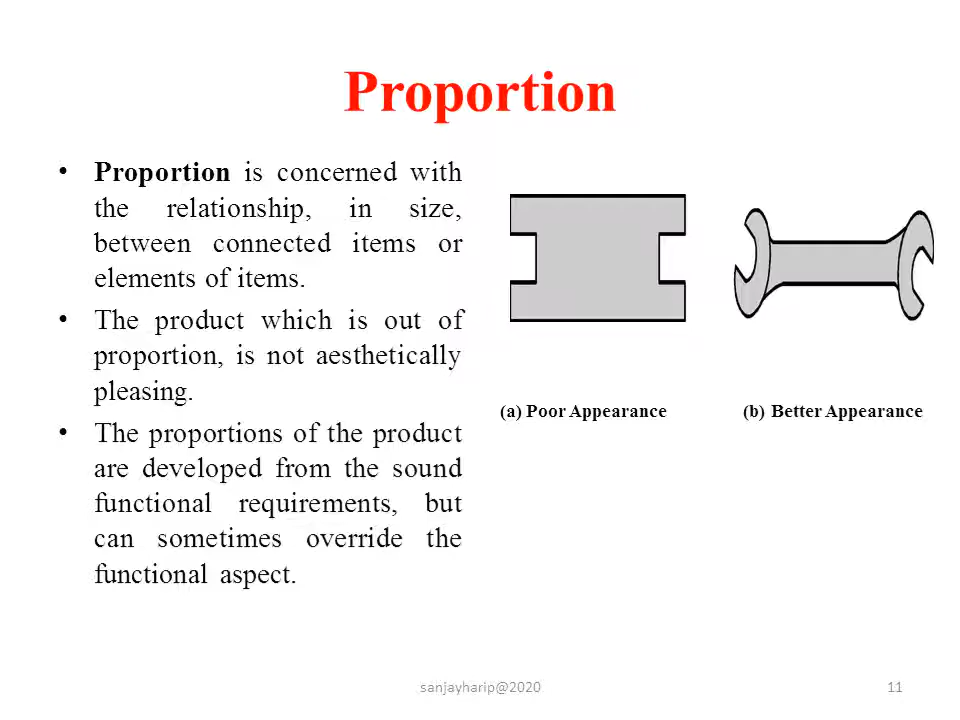 Proportion
• Proportion is concerned with
the relationship, in size,
between connected items or
elements of items.
• The product which is out of
proportion, is not aesthetically
pleasing.
• The proportions of the product
are developed from the sound
functional requirements, but
can sometimes override the
functional aspect.
(a) Poor Appearance
(b) Better Appearance
sanjayharip@2020
11